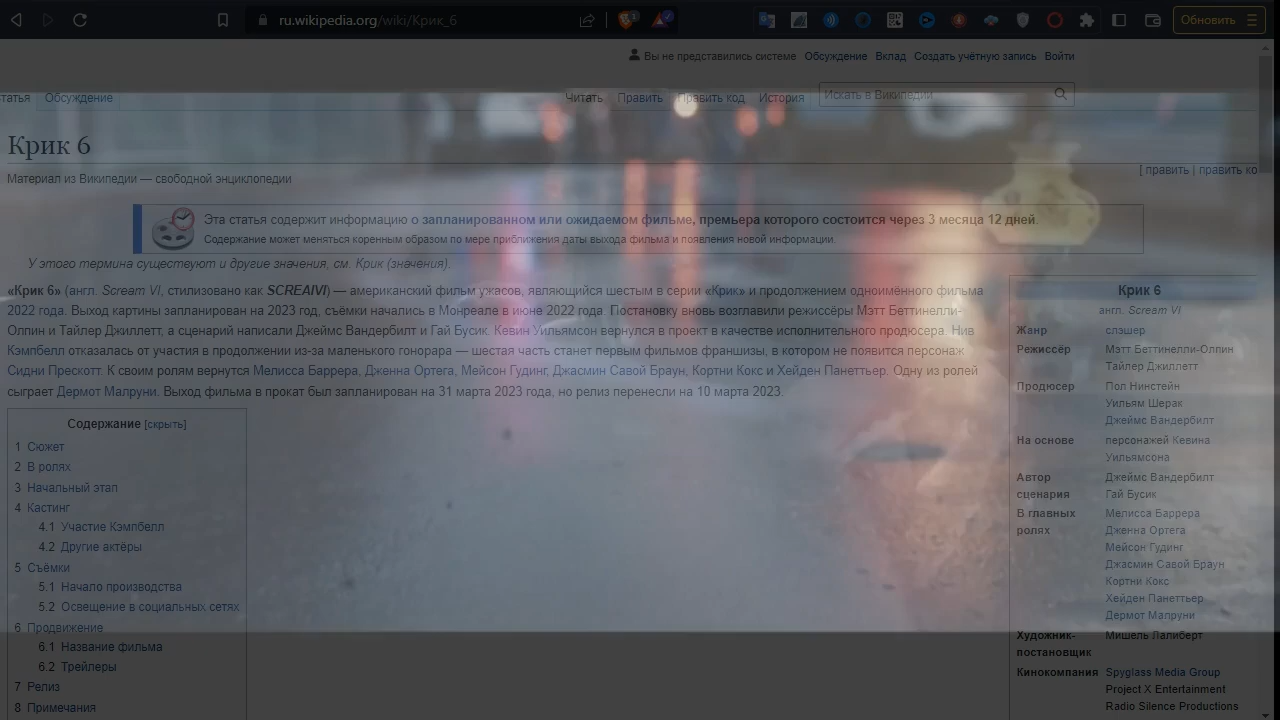 ru.wikipedia.org/wiki/Крик_6
Обновить
Вы не представились системе Обсуждение Вклад Создать учётную запись Войти
татья Обсуждение Читать Править Править код История Искать в Википедии
Крик 6
[ править | править ко
Материал из Википедии — свободной энциклопедии
Эта статья содержит информацию о запланированном или ожидаемом фильме, премьера которого состоится через 3 месяца 12 дней.
Содержание может меняться коренным образом по мере приближения даты выхода фильма и появления новой информации.
У этого термина существуют и другие значения, см. Крик (значения).
«Крик 6» (англ. Scream VI, стилизовано как SCREAIVI) — американский фильм ужасов, являющийся шестым в серии «Крик» и продолжением одноимённого фильма
2022 года. Выход картины запланирован на 2023 год, съёмки начались в Монреале в июне 2022 года. Постановку вновь возглавили режиссёры Мэтт Беттинелли-
Олпин и Тайлер Джиллетт, а сценарий написали Джеймс Вандербилт и Гай Бусик. Кевин Уильямсон вернулся в проект в качестве исполнительного продюсера. Нив
Кэмпбелл отказалась от участия в продолжении из-за маленького гонорара — шестая часть станет первым фильмов франшизы, в котором не появится персонаж
Сидни Прескотт. К своим ролям вернутся Мелисса Баррера, Дженна Ортега, Мейсон Гудинг, Джасмин Савой Браун, Кортни Кокс и Хейден Панеттьер. Одну из ролей
сыграет Дермот Малруни. Выход фильма в прокат был запланирован на 31 марта 2023 года, но релиз перенесли на 10 марта 2023.
Содержание [скрыть]
1 Сюжет
2 В ролях
3 Начальный этап
4 Кастинг
4.1 Участие Кэмпбелл
4.2 Другие актёры
5 Съёмки
5.1 Начало производства
5.2 Освещение в социальных сетях
6 Продвижение
6.1 Название фильма
6.2 Трейлеры
7 Релиз
8 Примечания
Крик 6
англ. Scream VI
Жанр слэшер
Режиссёр Мэтт Беттинелли-Олпин
Тайлер Джиллетт
Продюсер Пол Нинстейн
Уильям Шерак
Джеймс Вандербилт
На основе персонажей Кевина
Уильямсона
Автор Джеймс Вандербилт
сценария Гай Бусик
В главных Мелисса Баррера
ролях Дженна Ортега
Мейсон Гудинг
Джасмин Савой Браун
Кортни Кокс
Хейден Панеттьер
Дермот Малруни
Художник- Мишель Лалиберт
постановщик
Кинокомпания Spyglass Media Group
Project X Entertainment
Radio Silence Productions